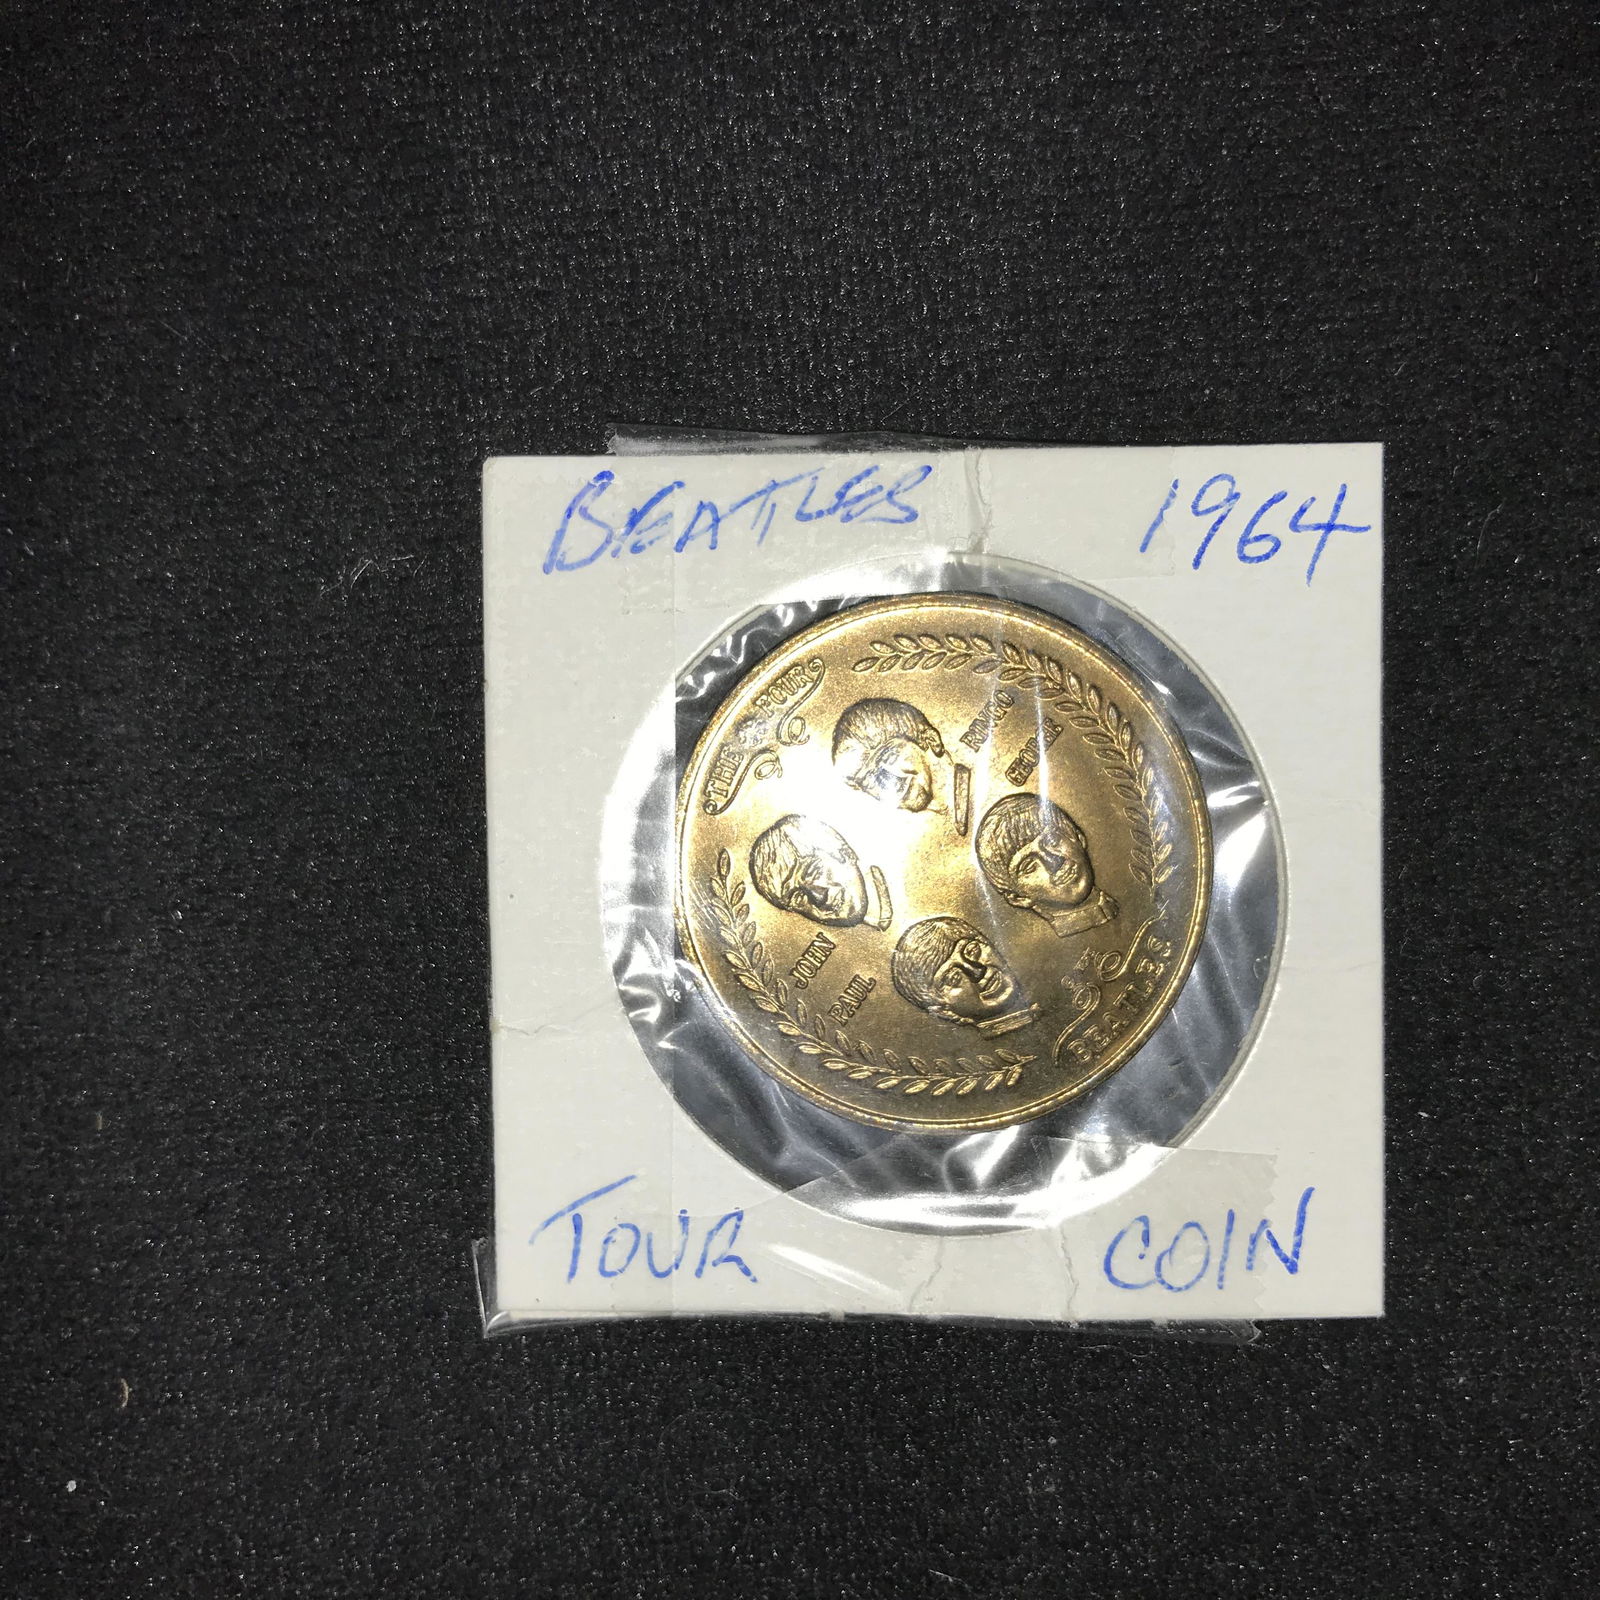 BEATLES 1964
THE FOUR
RINGO
GEORGE
JOHN
PAUL
BEATLES
TOUR COIN